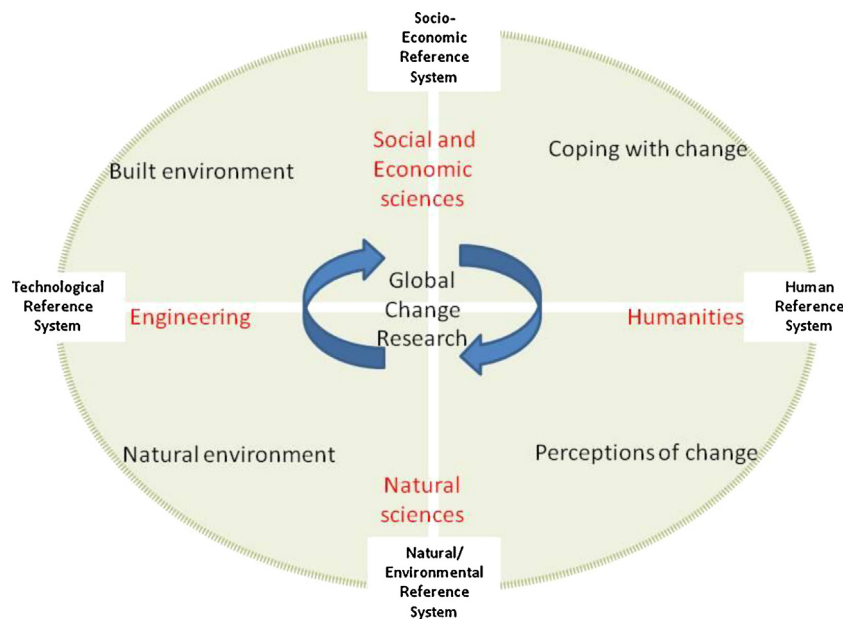 Socio-
Economic
Reference
System
Social and
Economic
sciences
Coping with change
Built environment
Technological
Reference
System
Engineering
Global
Change
Research
Humanities
Human
Reference
System
Natural environment
Perceptions of change
Natural
sciences
Natural/
Environmental
Reference
System